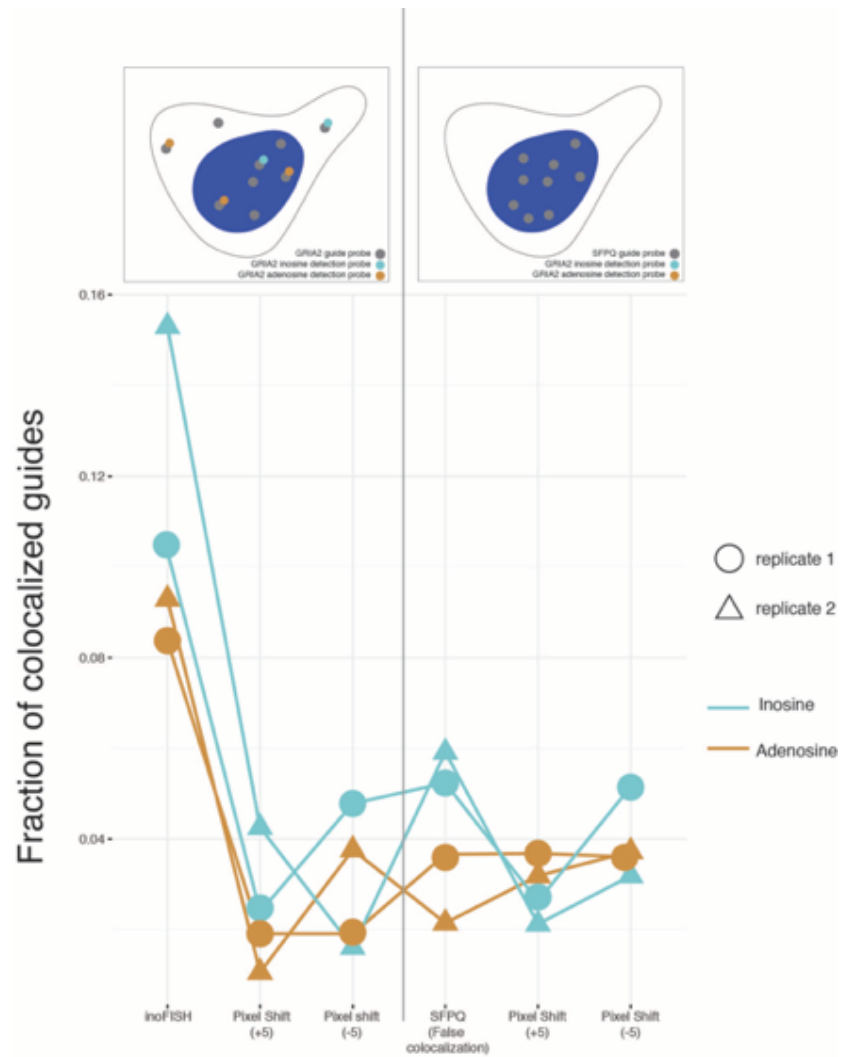 GRIA2 guide probe
GRIA2 inosine detection probe
GRIA2 adenosine detection probe
SFPQ guide probe
GRIA2 inosine detection probe
GRIA2 adenosine detection probe
Fraction of colocalized guides
0.16
0.12
0.08
0.04
replicate 1
replicate 2
Inosine
Adenosine
inoFISH
Pixel Shift
(+5)
Pixel shift
(-5)
SFPQ
(False
colocalization)
Pixel Shift
(+5)
Pixel Shift
(-5)